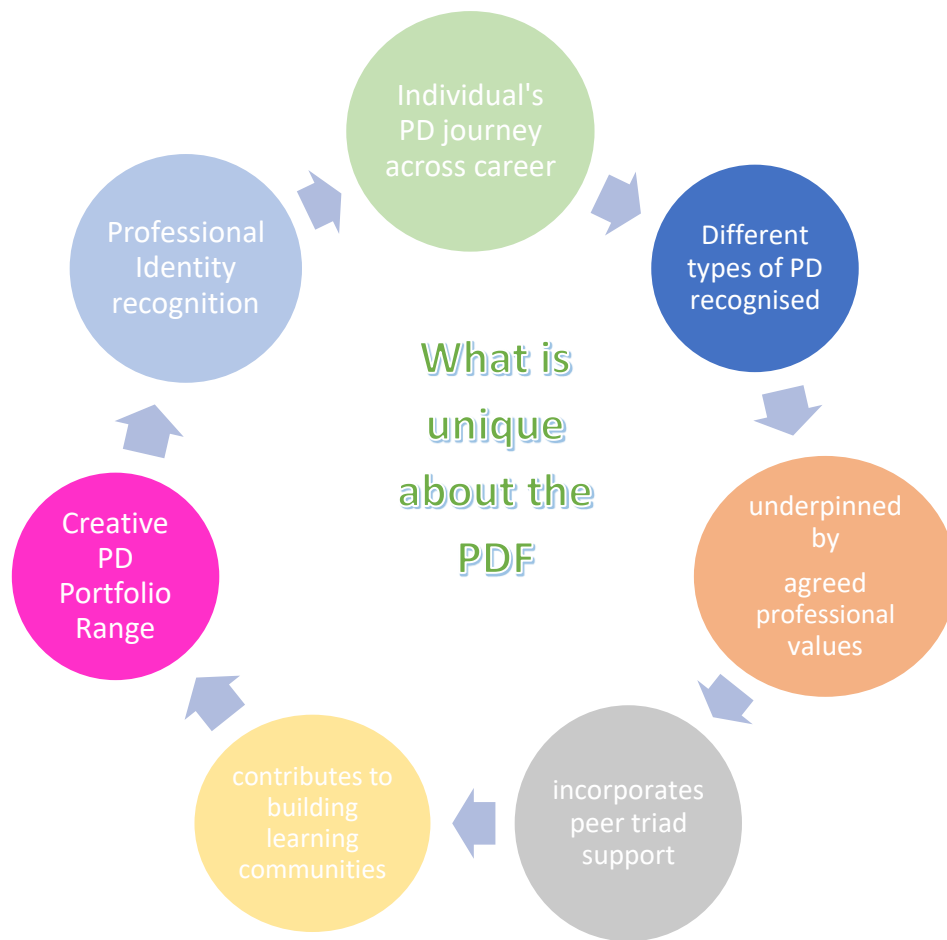 What is
unique
about the
PDF
Individual's
PD journey
across career
Different
types of PD
recognised
underpinned
by
agreed
professional
values
incorporates
peer triad
support
contributes to
building
learning
communities
Creative
PD
Portfolio
Range
Professional
Identity
recognition